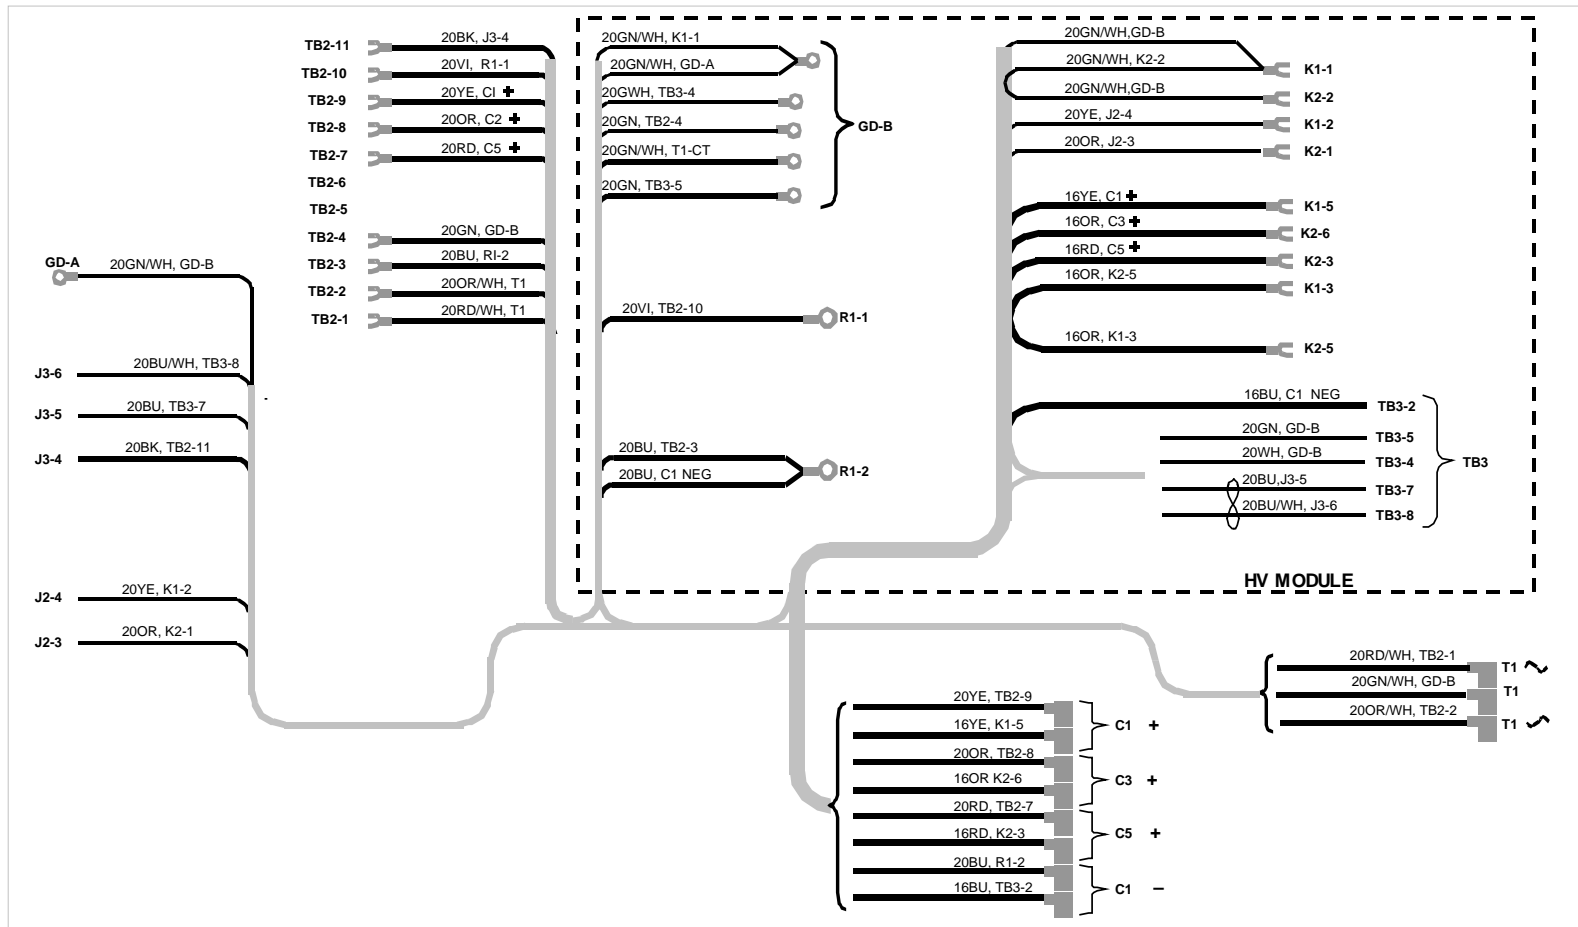 TB2-11 20BK, J3-4
TB2-10 20VI, R1-1
TB2-9 20YE, CI +
TB2-8 20OR, C2 +
TB2-7 20RD, C5 +
TB2-6
TB2-5
TB2-4 20GN, GD-B
TB2-3 20BU, RI-2
TB2-2 20OR/WH, T1
TB2-1 20RD/WH, T1
GD-A 20GN/WH, GD-B
J3-6 20BU/WH, TB3-8
J3-5 20BU, TB3-7
J3-4 20BK, TB2-11
J2-4 20YE, K1-2
J2-3 20OR, K2-1
20GN/WH, K1-1
20GN/WH, GD-A
20GWH, TB3-4
20GN, TB2-4
20GN/WH, T1-CT
20GN, TB3-5
GD-B
20VI, TB2-10 R1-1
20BU, TB2-3
20BU, C1 NEG
R1-2
20GN/WH,GD-B
20GN/WH, K2-2 K1-1
20GN/WH,GD-B K2-2
20YE, J2-4 K1-2
20OR, J2-3 K2-1
16YE, C1 + K1-5
16OR, C3 + K2-6
16RD, C5 + K2-3
16OR, K2-5 K1-3
16OR, K1-3 K2-5
16BU, C1 NEG TB3-2
20GN, GD-B TB3-5
20WH, GD-B TB3-4
20BU,J3-5 TB3-7
20BU/WH, J3-6 TB3-8
TB3
HV MODULE
20RD/WH, TB2-1 T1 ~
20GN/WH, GD-B T1
20OR/WH, TB2-2 T1 ~
20YE, TB2-9
16YE, K1-5
C1 +
20OR, TB2-8
16OR K2-6
C3 +
20RD, TB2-7
16RD, K2-3
C5 +
20BU, R1-2
16BU, TB3-2
C1 –